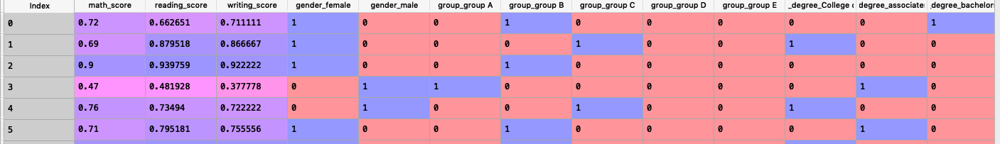 Index math_score reading_score writing_score gender_female gender_male group_group A group_group B group_group C group_group D group_group E _degree_College degree_associate: _degree_bachelor
0 0.72 0.662651 0.711111 1 0 0 1 0 0 0 0 0 1
1 0.69 0.879518 0.866667 1 0 0 0 1 0 0 1 0 0
2 0.9 0.939759 0.922222 1 0 0 1 0 0 0 0 0 0
3 0.47 0.481928 0.377778 0 1 1 0 0 0 0 0 1 0
4 0.76 0.73494 0.722222 0 1 0 0 1 0 0 1 0 0
5 0.71 0.795181 0.755556 1 0 0 1 0 0 0 0 1 0